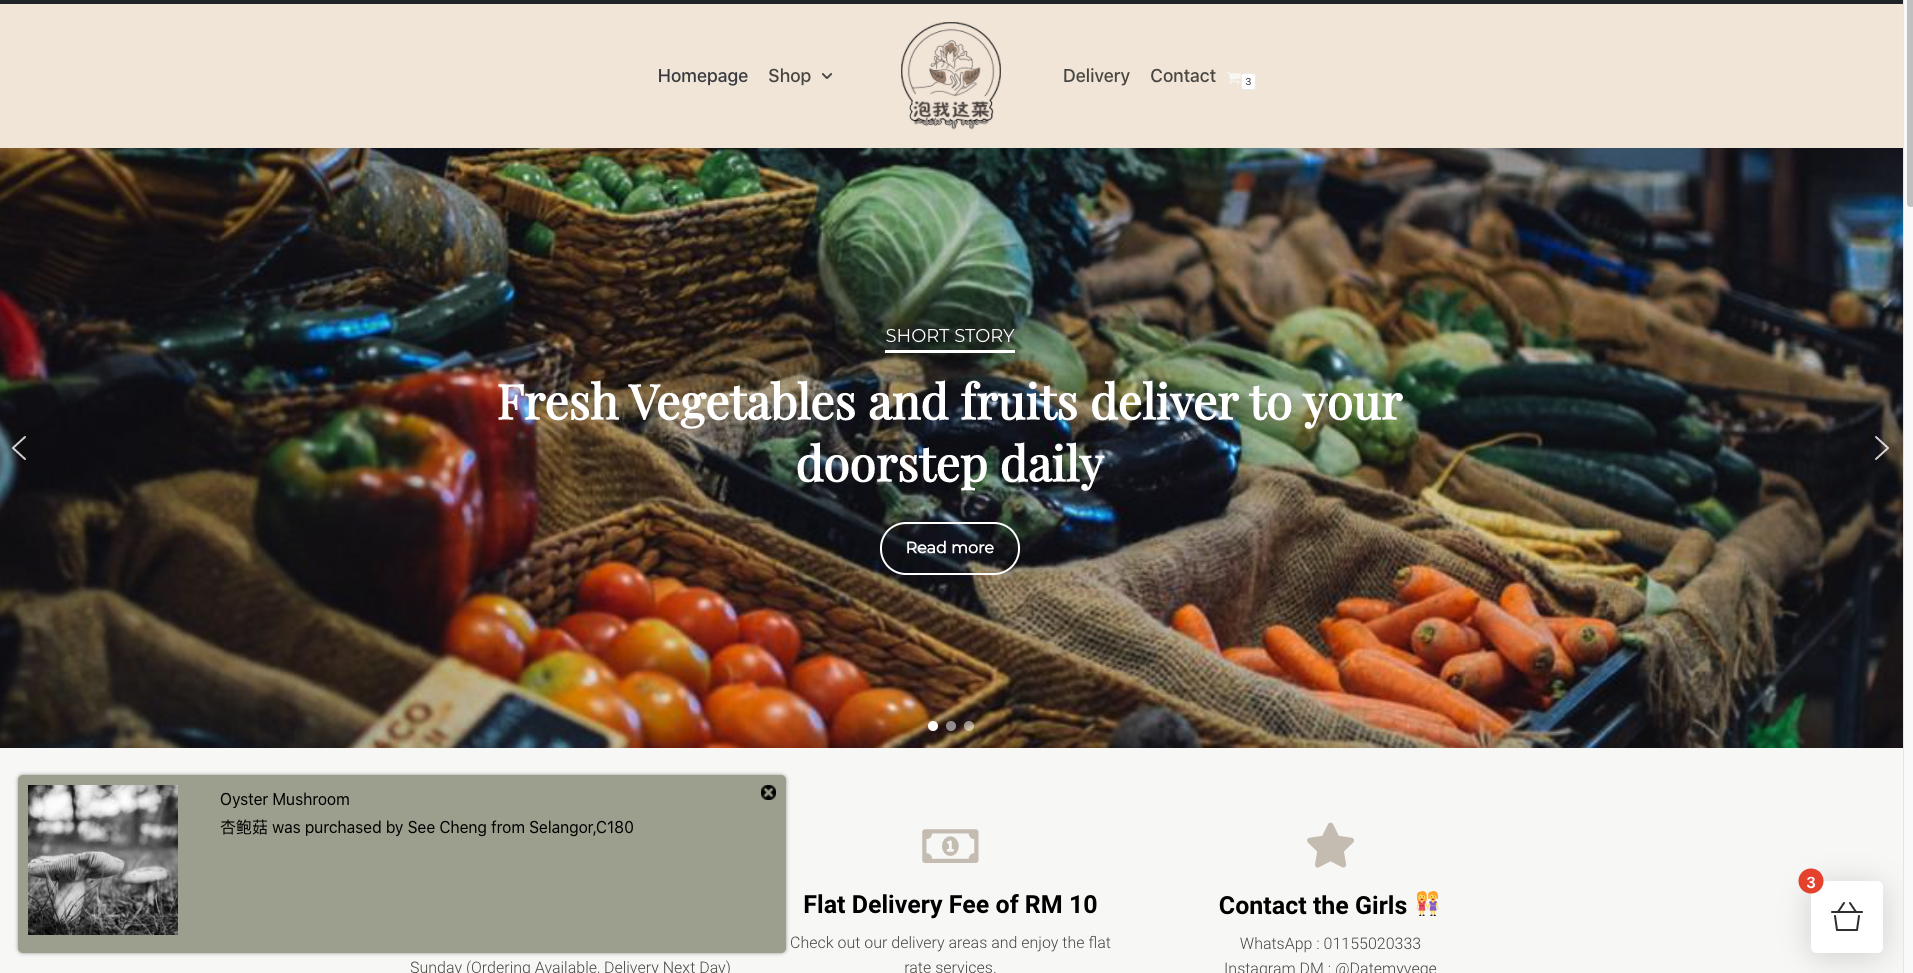 Homepage
Shop
泡我这菜
Delivery
Contact
3
SHORT STORY
Fresh Vegetables and fruits deliver to your
doorstep daily
Read more
Oyster Mushroom
杏鲍菇 was purchased by See Cheng from Selangor,C180
Sunday (Ordering Available, Delivery Next Day)
Flat Delivery Fee of RM 10
Check out our delivery areas and enjoy the flat
rate services.
Contact the Girls 👭
WhatsApp : 01155020333
Instagram DM : @Datemyvege
3